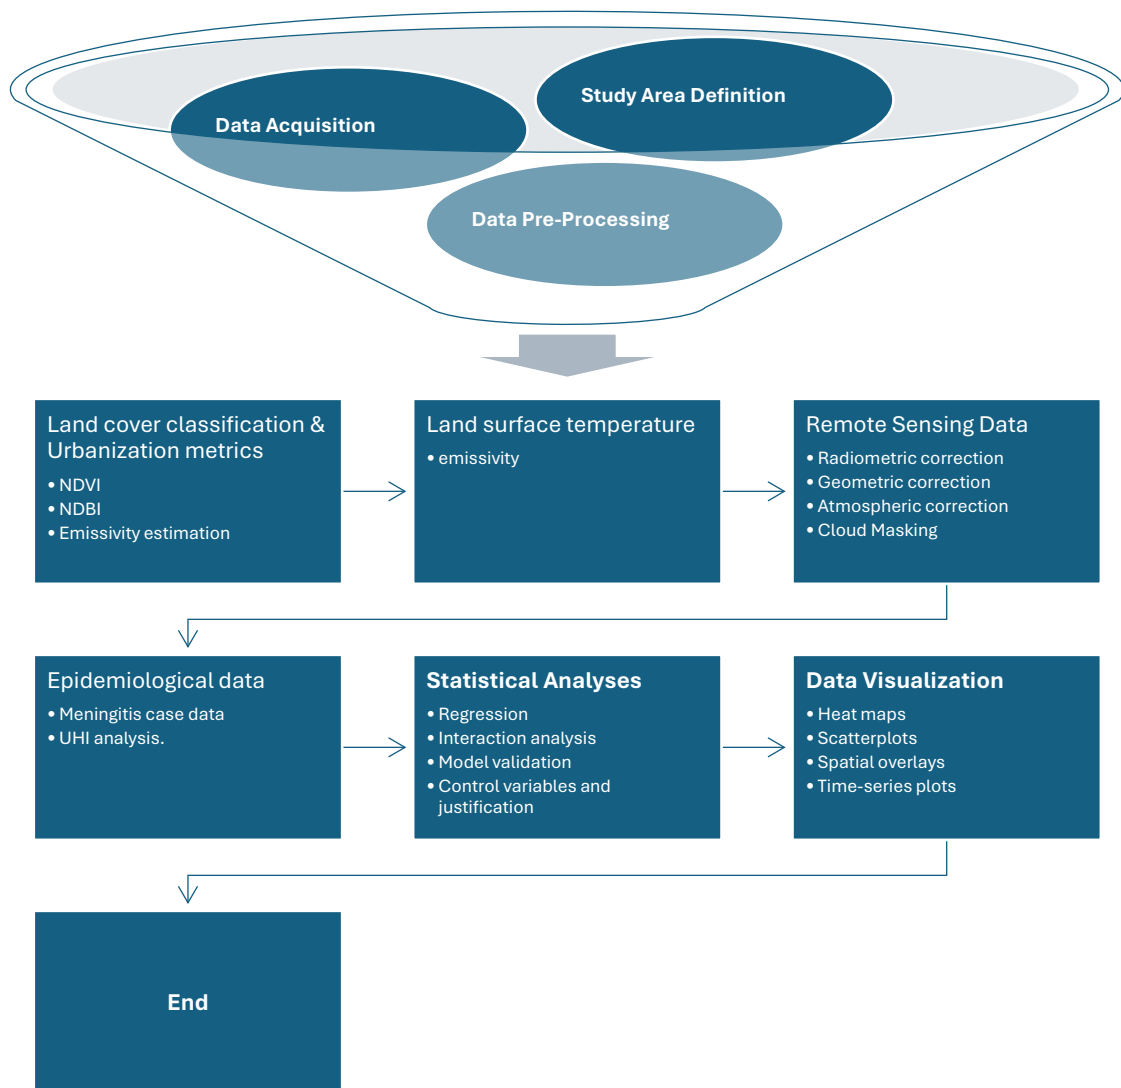 Study Area Definition
Data Acquisition
Data Pre-Processing
Land cover classification &
Urbanization metrics
• NDVI
• NDBI
• Emissivity estimation
Land surface temperature
• emissivity
Remote Sensing Data
• Radiometric correction
• Geometric correction
• Atmospheric correction
• Cloud Masking
Epidemiological data
• Meningitis case data
• UHI analysis.
Statistical Analyses
• Regression
• Interaction analysis
• Model validation
• Control variables and
justification
Data Visualization
• Heat maps
• Scatterplots
• Spatial overlays
• Time-series plots
End